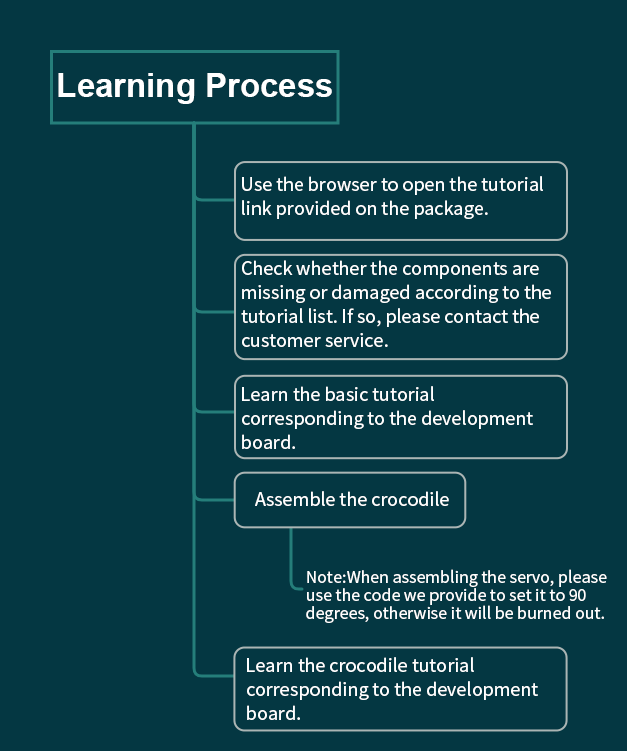 Learning Process
Use the browser to open the tutorial
link provided on the package.
Check whether the components are
missing or damaged according to the
tutorial list. If so, please contact the
customer service.
Learn the basic tutorial
corresponding to the development
board.
Assemble the crocodile
Note:When assembling the servo, please
use the code we provide to set it to 90
degrees, otherwise it will be burned out.
Learn the crocodile tutorial
corresponding to the development
board.